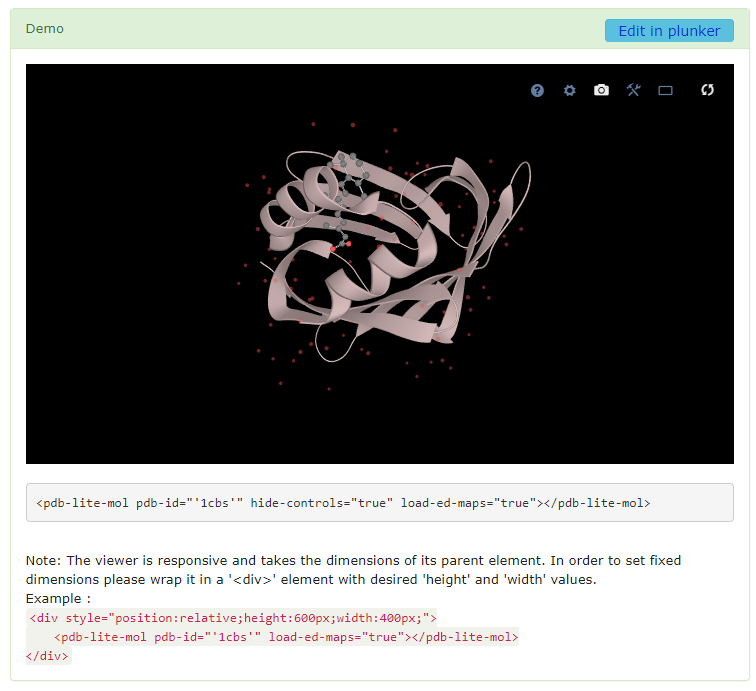 Demo
Edit in plunker
<pdb-lite-mol pdb-id="'1cbs'" hide-controls="true" load-ed-maps="true"></pdb-lite-mol>
Note: The viewer is responsive and takes the dimensions of its parent element. In order to set fixed
dimensions please wrap it in a '<div>' element with desired 'height' and 'width' values.
Example :
<div style="position:relative;height:600px;width:400px;">
    <pdb-lite-mol pdb-id="'1cbs'" load-ed-maps="true"></pdb-lite-mol>
</div>